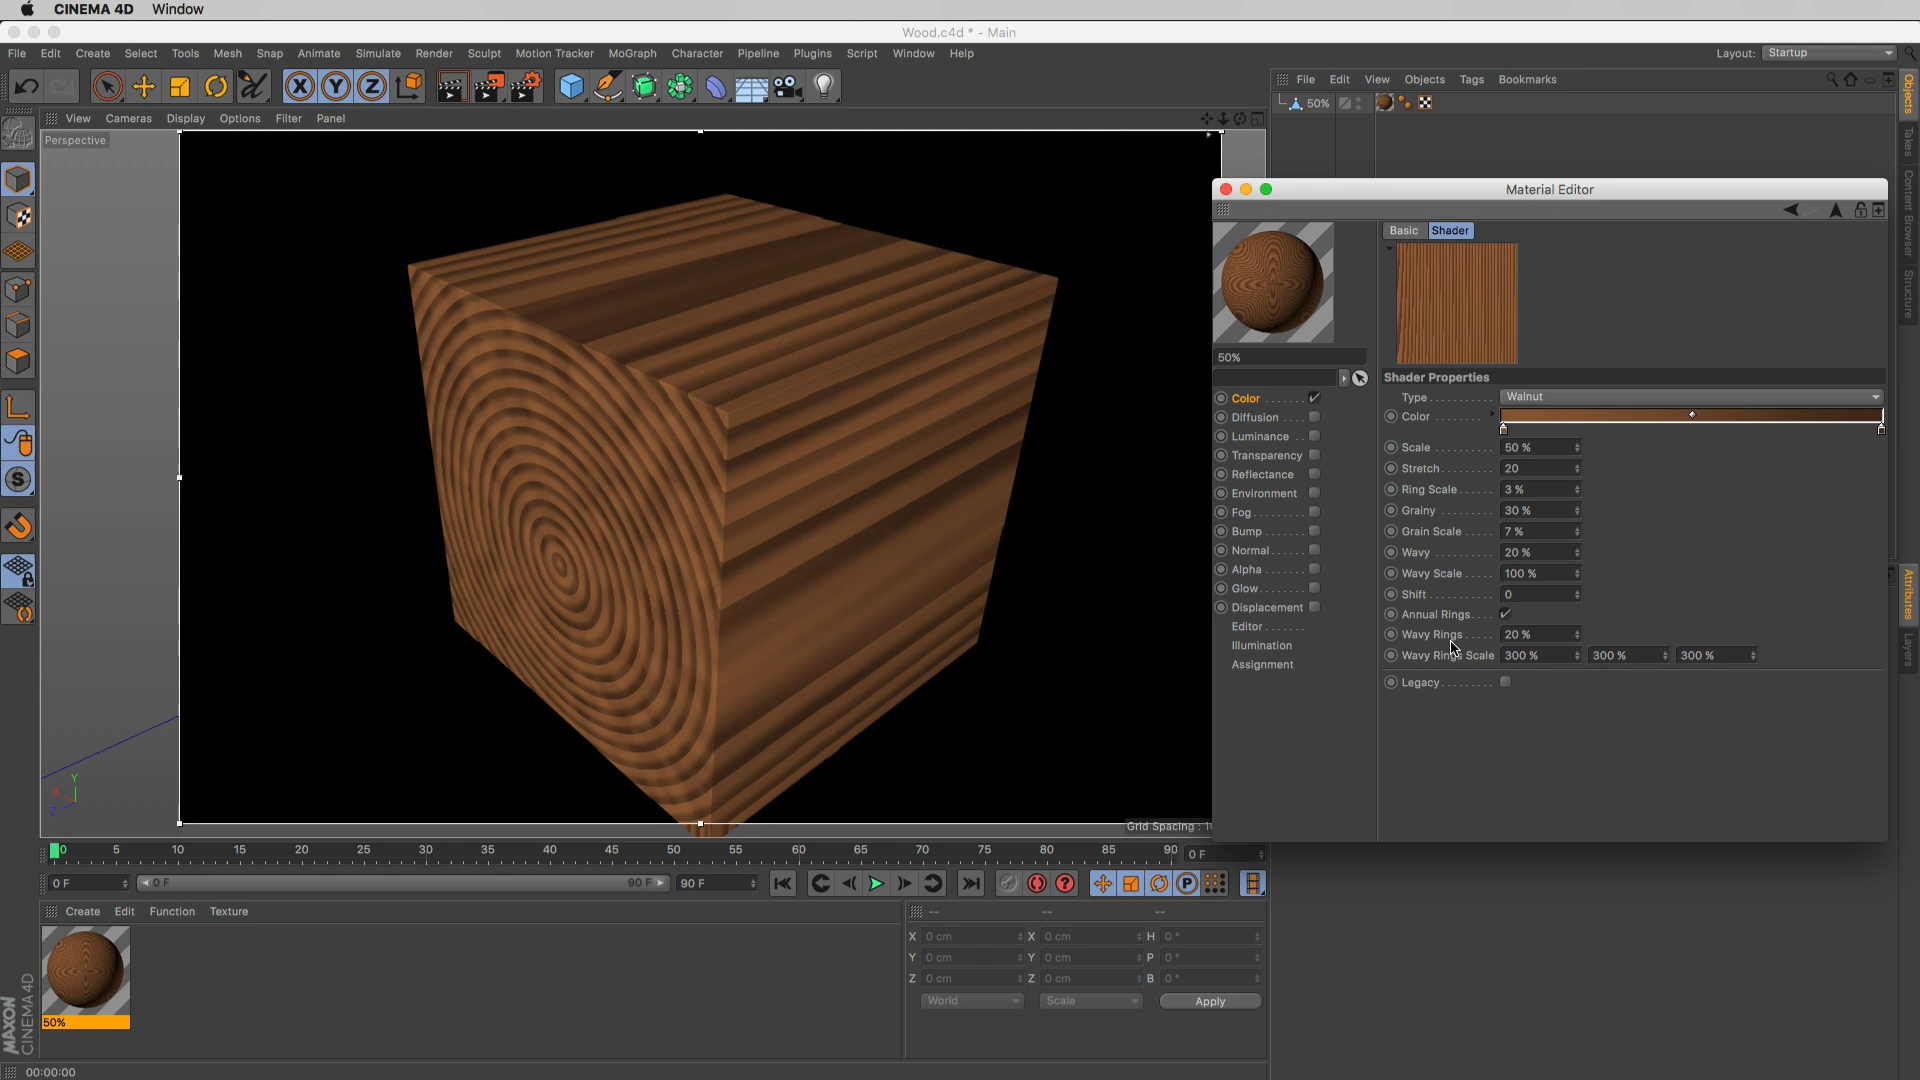 CINEMA 4D Window
Wood.c4d * - Main
File Edit Create Select Tools Mesh Snap Animate Simulate Render Sculpt Motion Tracker MoGraph Character Pipeline Plugins Script Window Help
Layout: Startup
X Y Z
File Edit View Objects Tags Bookmarks
50%
View Cameras Display Options Filter Panel
Perspective
Objects
Takes
Content Browser
Structure
Attributes
Layers
Material Editor
Basic Shader
50%
Color
Diffusion
Luminance
Transparency
Reflectance
Environment
Fog
Bump
Normal
Alpha
Glow
Displacement
Editor
Illumination
Assignment
Shader Properties
Type Walnut
Color
Scale 50 %
Stretch 20
Ring Scale 3 %
Grainy 30 %
Grain Scale 7 %
Wavy 20 %
Wavy Scale 100 %
Shift 0
Annual Rings
Wavy Rings 20 %
Wavy Rings Scale 300 % 300 % 300 %
Legacy
Y
X
Z
Grid Spacing : 1
0 5 10 15 20 25 30 35 40 45 50 55 60 65 70 75 80 85 90 0 F
0 F 0 F 90 F 90 F
Create Edit Function Texture
50%
-- -- --
X 0 cm X 0 cm H 0 °
Y 0 cm Y 0 cm P 0 °
Z 0 cm Z 0 cm B 0 °
World Scale Apply
MAXON
CINEMA 4D
00:00:00